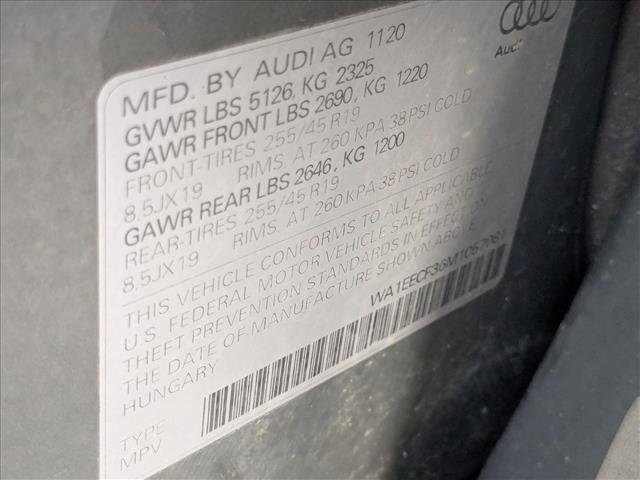 MFD. BY AUDI AG 1120
Audi
GVWR LBS 5126, KG 2325
GAWR FRONT LBS 2690, KG 1220
FRONT-TIRES 255/45 R19
8.5JX19 RIMS. AT 260 KPA 38 PSI COLD
GAWR REAR LBS 2646, KG 1200
REAR-TIRES 255/45 R19
8.5JX19 RIMS. AT 260 KPA 38 PSI COLD
THIS VEHICLE CONFORMS TO ALL APPLICABLE
U.S. FEDERAL MOTOR VEHICLE SAFETY AND
THEFT PREVENTION STANDARDS IN EFFECT ON
THE DATE OF MANUFACTURE SHOWN ABOVE.
HUNGARY
TYPE
MPV